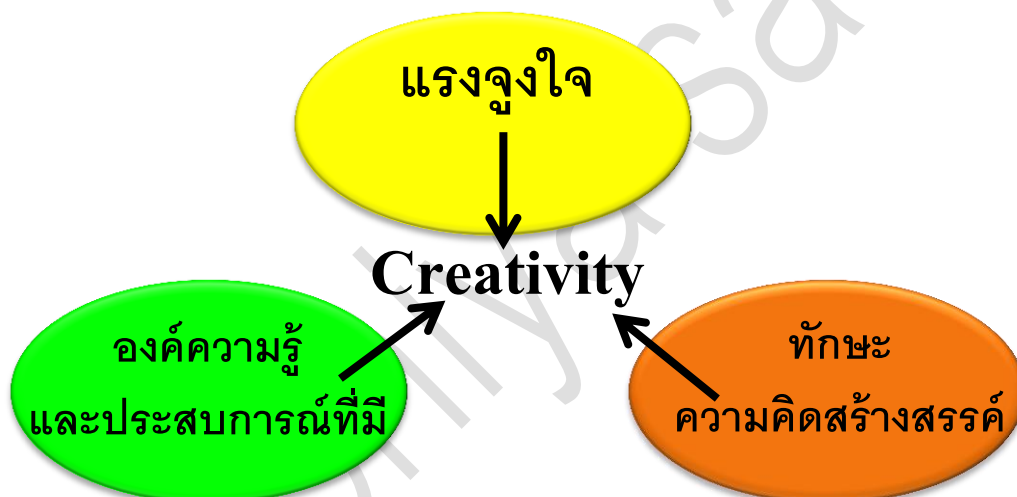 แรงจูงใจ
Creativity
องค์ความรู้
และประสบการณ์ที่มี
ทักษะ
ความคิดสร้างสรรค์